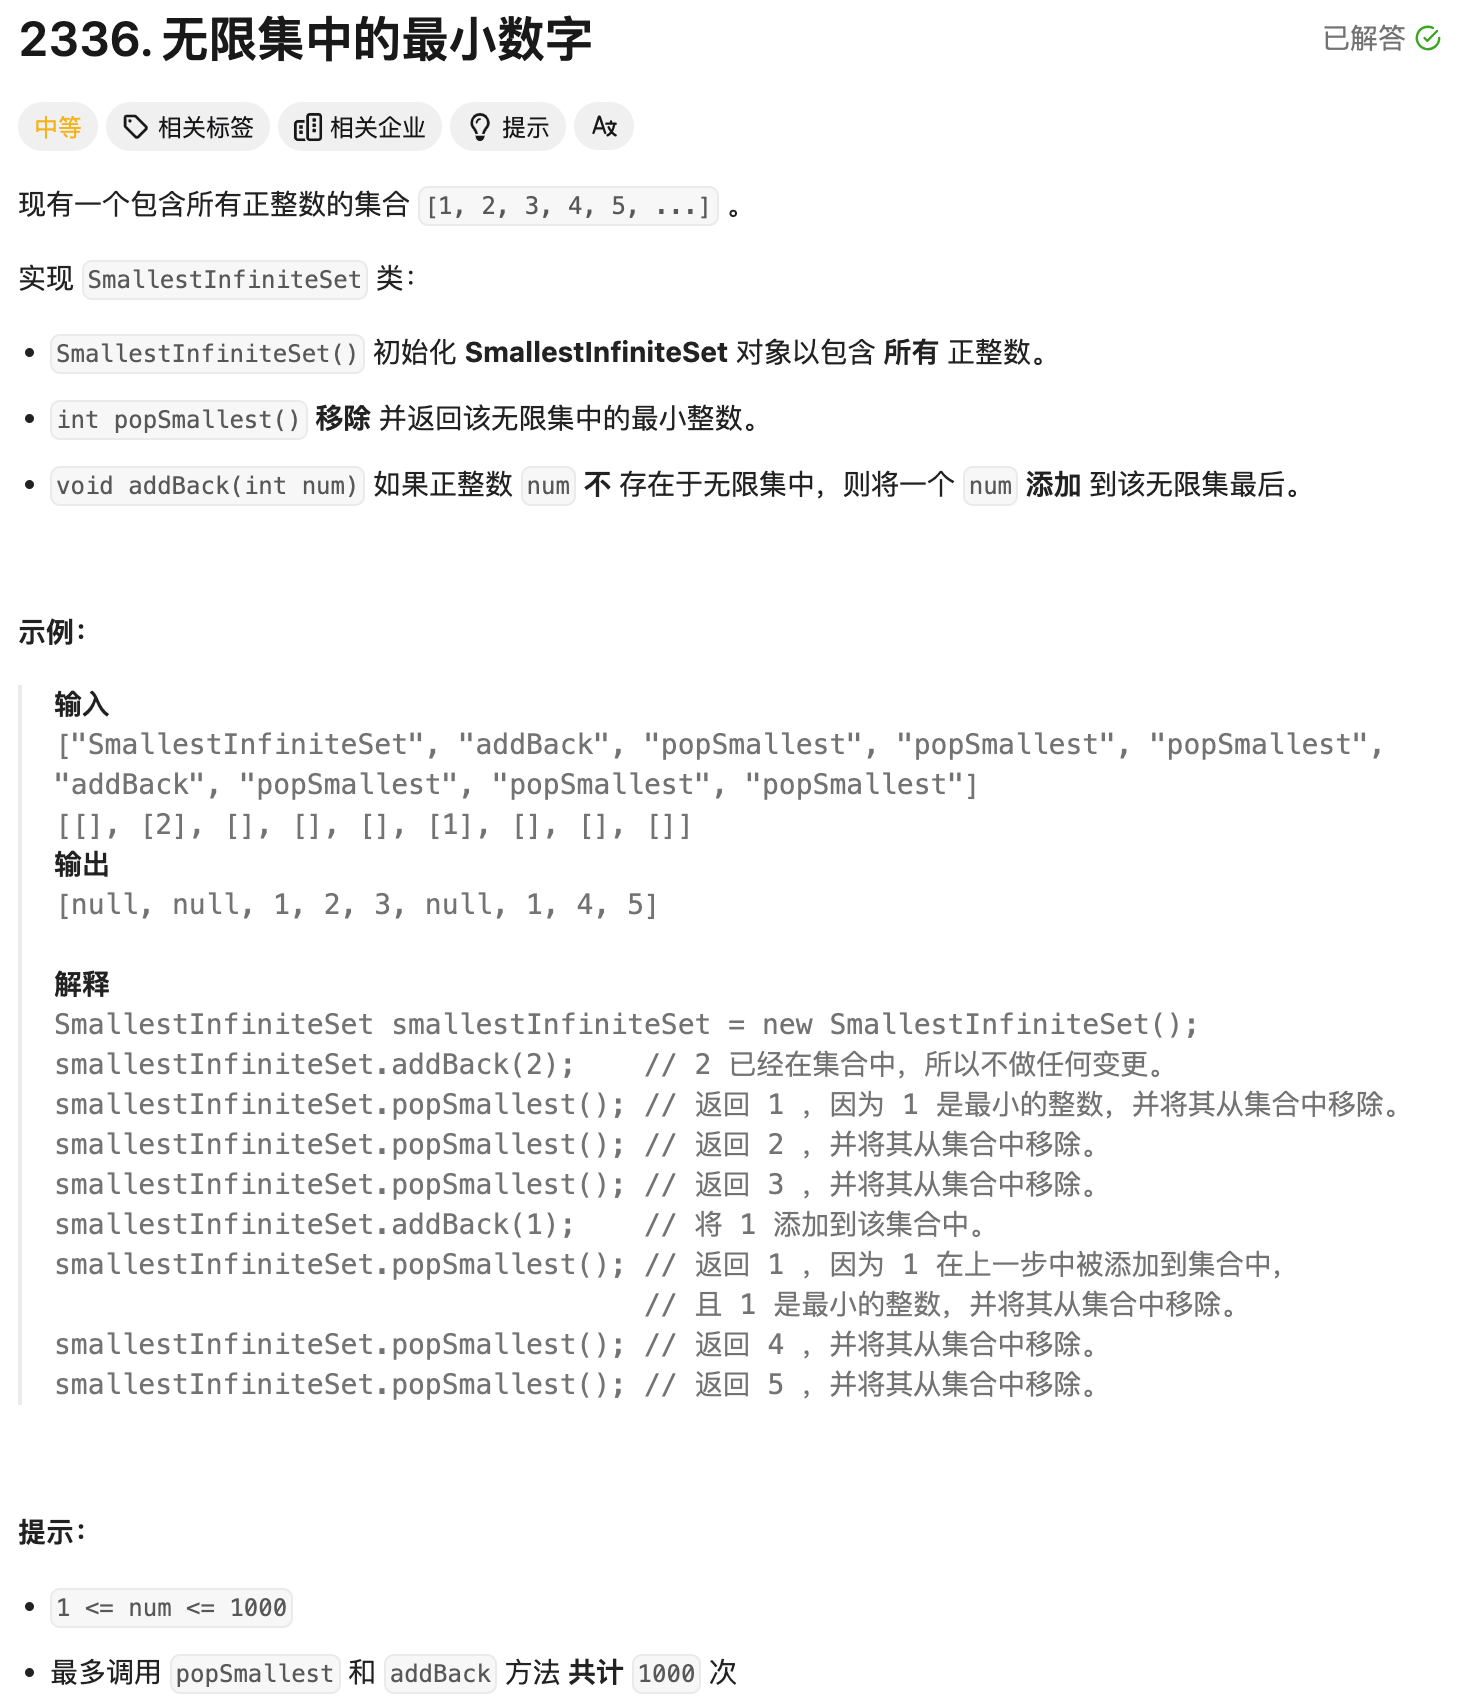 2336. 无限集中的最小数字
已解答
中等 相关标签 相关企业 提示 A文
现有一个包含所有正整数的集合 [1, 2, 3, 4, 5, ...] 。
实现 SmallestInfiniteSet 类：
• SmallestInfiniteSet() 初始化 SmallestInfiniteSet 对象以包含 所有 正整数。
• int popSmallest() 移除 并返回该无限集中的最小整数。
• void addBack(int num) 如果正整数 num 不 存在于无限集中，则将一个 num 添加 到该无限集最后。
示例：
输入
["SmallestInfiniteSet", "addBack", "popSmallest", "popSmallest", "popSmallest",
"addBack", "popSmallest", "popSmallest", "popSmallest"]
[[], [2], [], [], [], [1], [], [], []]
输出
[null, null, 1, 2, 3, null, 1, 4, 5]
解释
SmallestInfiniteSet smallestInfiniteSet = new SmallestInfiniteSet();
smallestInfiniteSet.addBack(2);    // 2 已经在集合中，所以不做任何变更。
smallestInfiniteSet.popSmallest(); // 返回 1 ，因为 1 是最小的整数，并将其从集合中移除。
smallestInfiniteSet.popSmallest(); // 返回 2 ，并将其从集合中移除。
smallestInfiniteSet.popSmallest(); // 返回 3 ，并将其从集合中移除。
smallestInfiniteSet.addBack(1);    // 将 1 添加到该集合中。
smallestInfiniteSet.popSmallest(); // 返回 1 ，因为 1 在上一步中被添加到集合中，
                                   // 且 1 是最小的整数，并将其从集合中移除。
smallestInfiniteSet.popSmallest(); // 返回 4 ，并将其从集合中移除。
smallestInfiniteSet.popSmallest(); // 返回 5 ，并将其从集合中移除。
提示：
• 1 <= num <= 1000
• 最多调用 popSmallest 和 addBack 方法 共计 1000 次